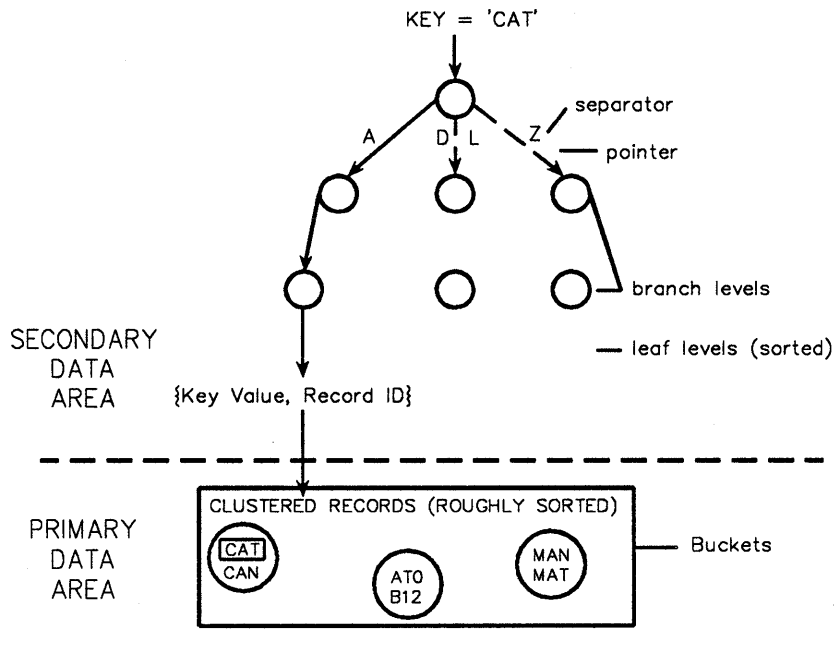 KEY = 'CAT'
separator
A
D
L
Z
pointer
branch levels
leaf levels (sorted)
SECONDARY
DATA
AREA
{Key Value, Record ID}
CLUSTERED RECORDS (ROUGHLY SORTED)
PRIMARY
DATA
AREA
CAT
CAN
ATO
B12
MAN
MAT
Buckets